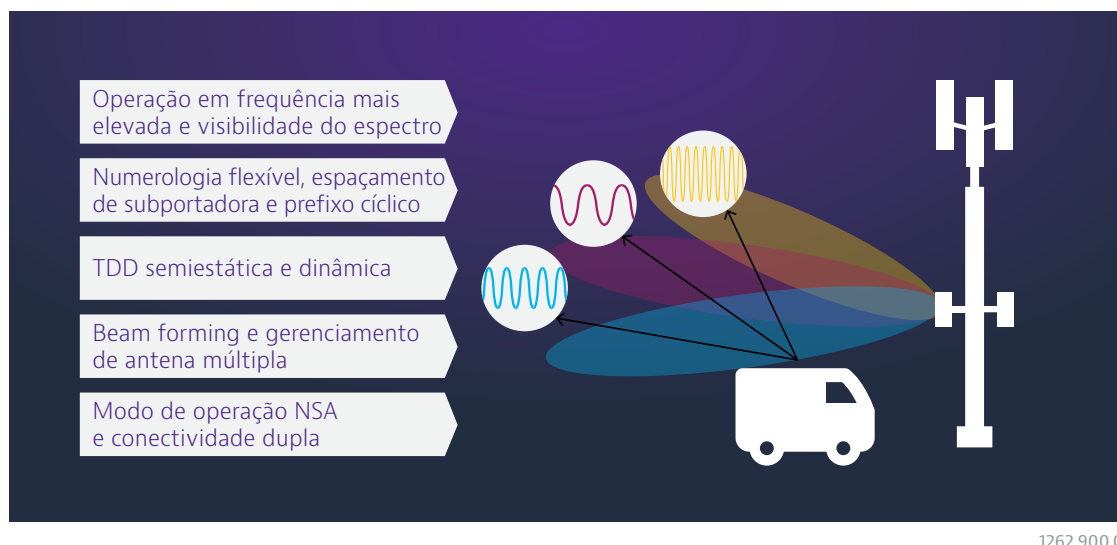 Operação em frequência mais
elevada e visibilidade do espectro
Numerologia flexível, espaçamento
de subportadora e prefixo cíclico
TDD semiestática e dinâmica
Beam forming e gerenciamento
de antena múltipla
Modo de operação NSA
e conectividade dupla
1262.900.